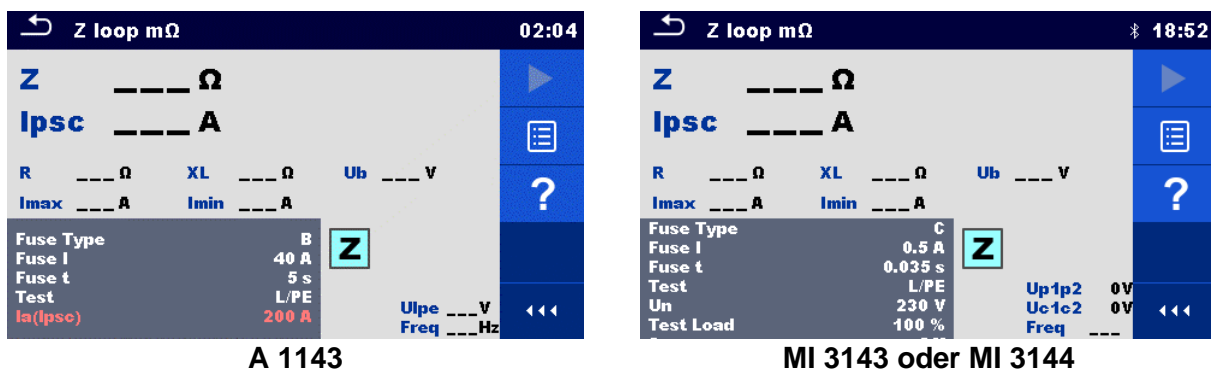 Z loop mΩ 02:04
Z ___ Ω
Ipsc ___ A
R ___ Ω XL ___ Ω Ub ___ V
Imax ___ A Imin ___ A
?
Fuse Type B
Fuse I 40 A
Fuse t 5 s
Test L/PE
Ia(Ipsc) 200 A
Z
Ulpe ___ V
Freq ___ Hz
A 1143
Z loop mΩ 18:52
Z ___ Ω
Ipsc ___ A
R ___ Ω XL ___ Ω Ub ___ V
Imax ___ A Imin ___ A
?
Fuse Type C
Fuse I 0.5 A
Fuse t 0.035 s
Test L/PE
Un 230 V
Test Load 100 %
Z
Up1p2 0V
Uc1c2 0V
Freq ___
MI 3143 oder MI 3144